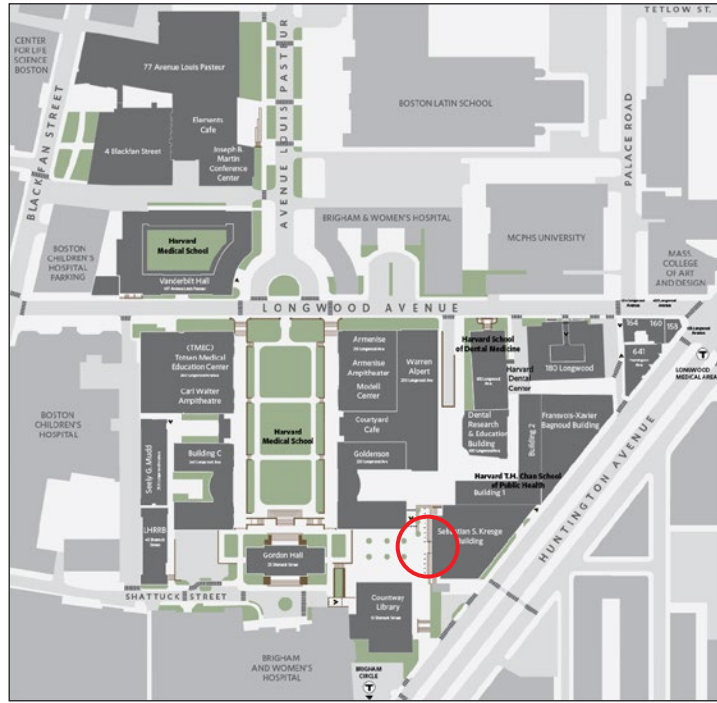 TETLOW ST.
CENTER
FOR LIFE
SCIENCE
BOSTON
77 Avenue Louis Pasteur
AVENUE LOUIS PASTEUR
BOSTON LATIN SCHOOL
PALACE ROAD
BLACKFAN STREET
Elements
Cafe
4 Blackfan Street
Joseph B.
Martin
Conference
Center
BRIGHAM & WOMEN'S HOSPITAL
MCPHS UNIVERSITY
BOSTON
CHILDREN'S
HOSPITAL
PARKING
Harvard
Medical School
Vanderbilt Hall
MASS.
COLLEGE
OF ART
AND DESIGN
LONGWOOD AVENUE
164
160
158
641
LONGWOOD
MEDICAL AREA
T
(TMEC)
Tosteen Medical
Education Center
Carl Walter
Ampitheatre
Armenise
Armenise
Ampitheater
Modell
Center
Warren
Alpert
Harvard School
of Dental Medicine
Harvard
Dental
Center
180 Longwood
BOSTON
CHILDREN'S
HOSPITAL
Harvard
Medical School
Courtyard
Cafe
Dental
Research
& Education
Building
Building 2
Fransvois-Xavier
Bagnoud Building
Seely G. Mudd
Building C
Goldenson
Harvard T.H. Chan School
of Public Health
Building 1
HUNTINGTON AVENUE
LHRRB
Gordon Hall
Sebastian S. Kresge
Building
SHATTUCK STREET
Countway
Library
BRIGHAM
AND WOMEN'S
HOSPITAL
BRIGHAM
CIRCLE
T